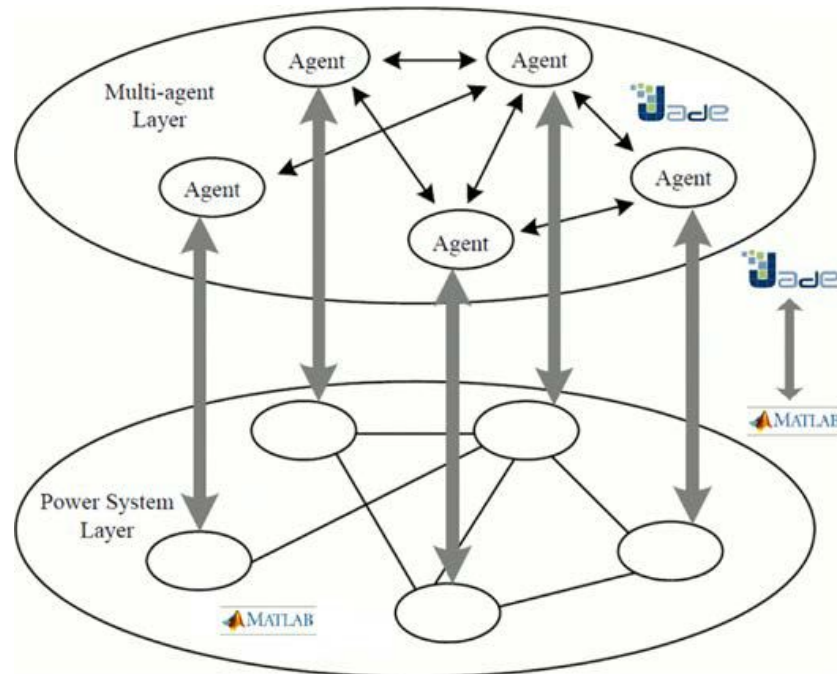 Agent
Agent
Multi-agent
Layer
Jade
Agent
Agent
Agent
Jade
MATLAB
Power System
Layer
MATLAB